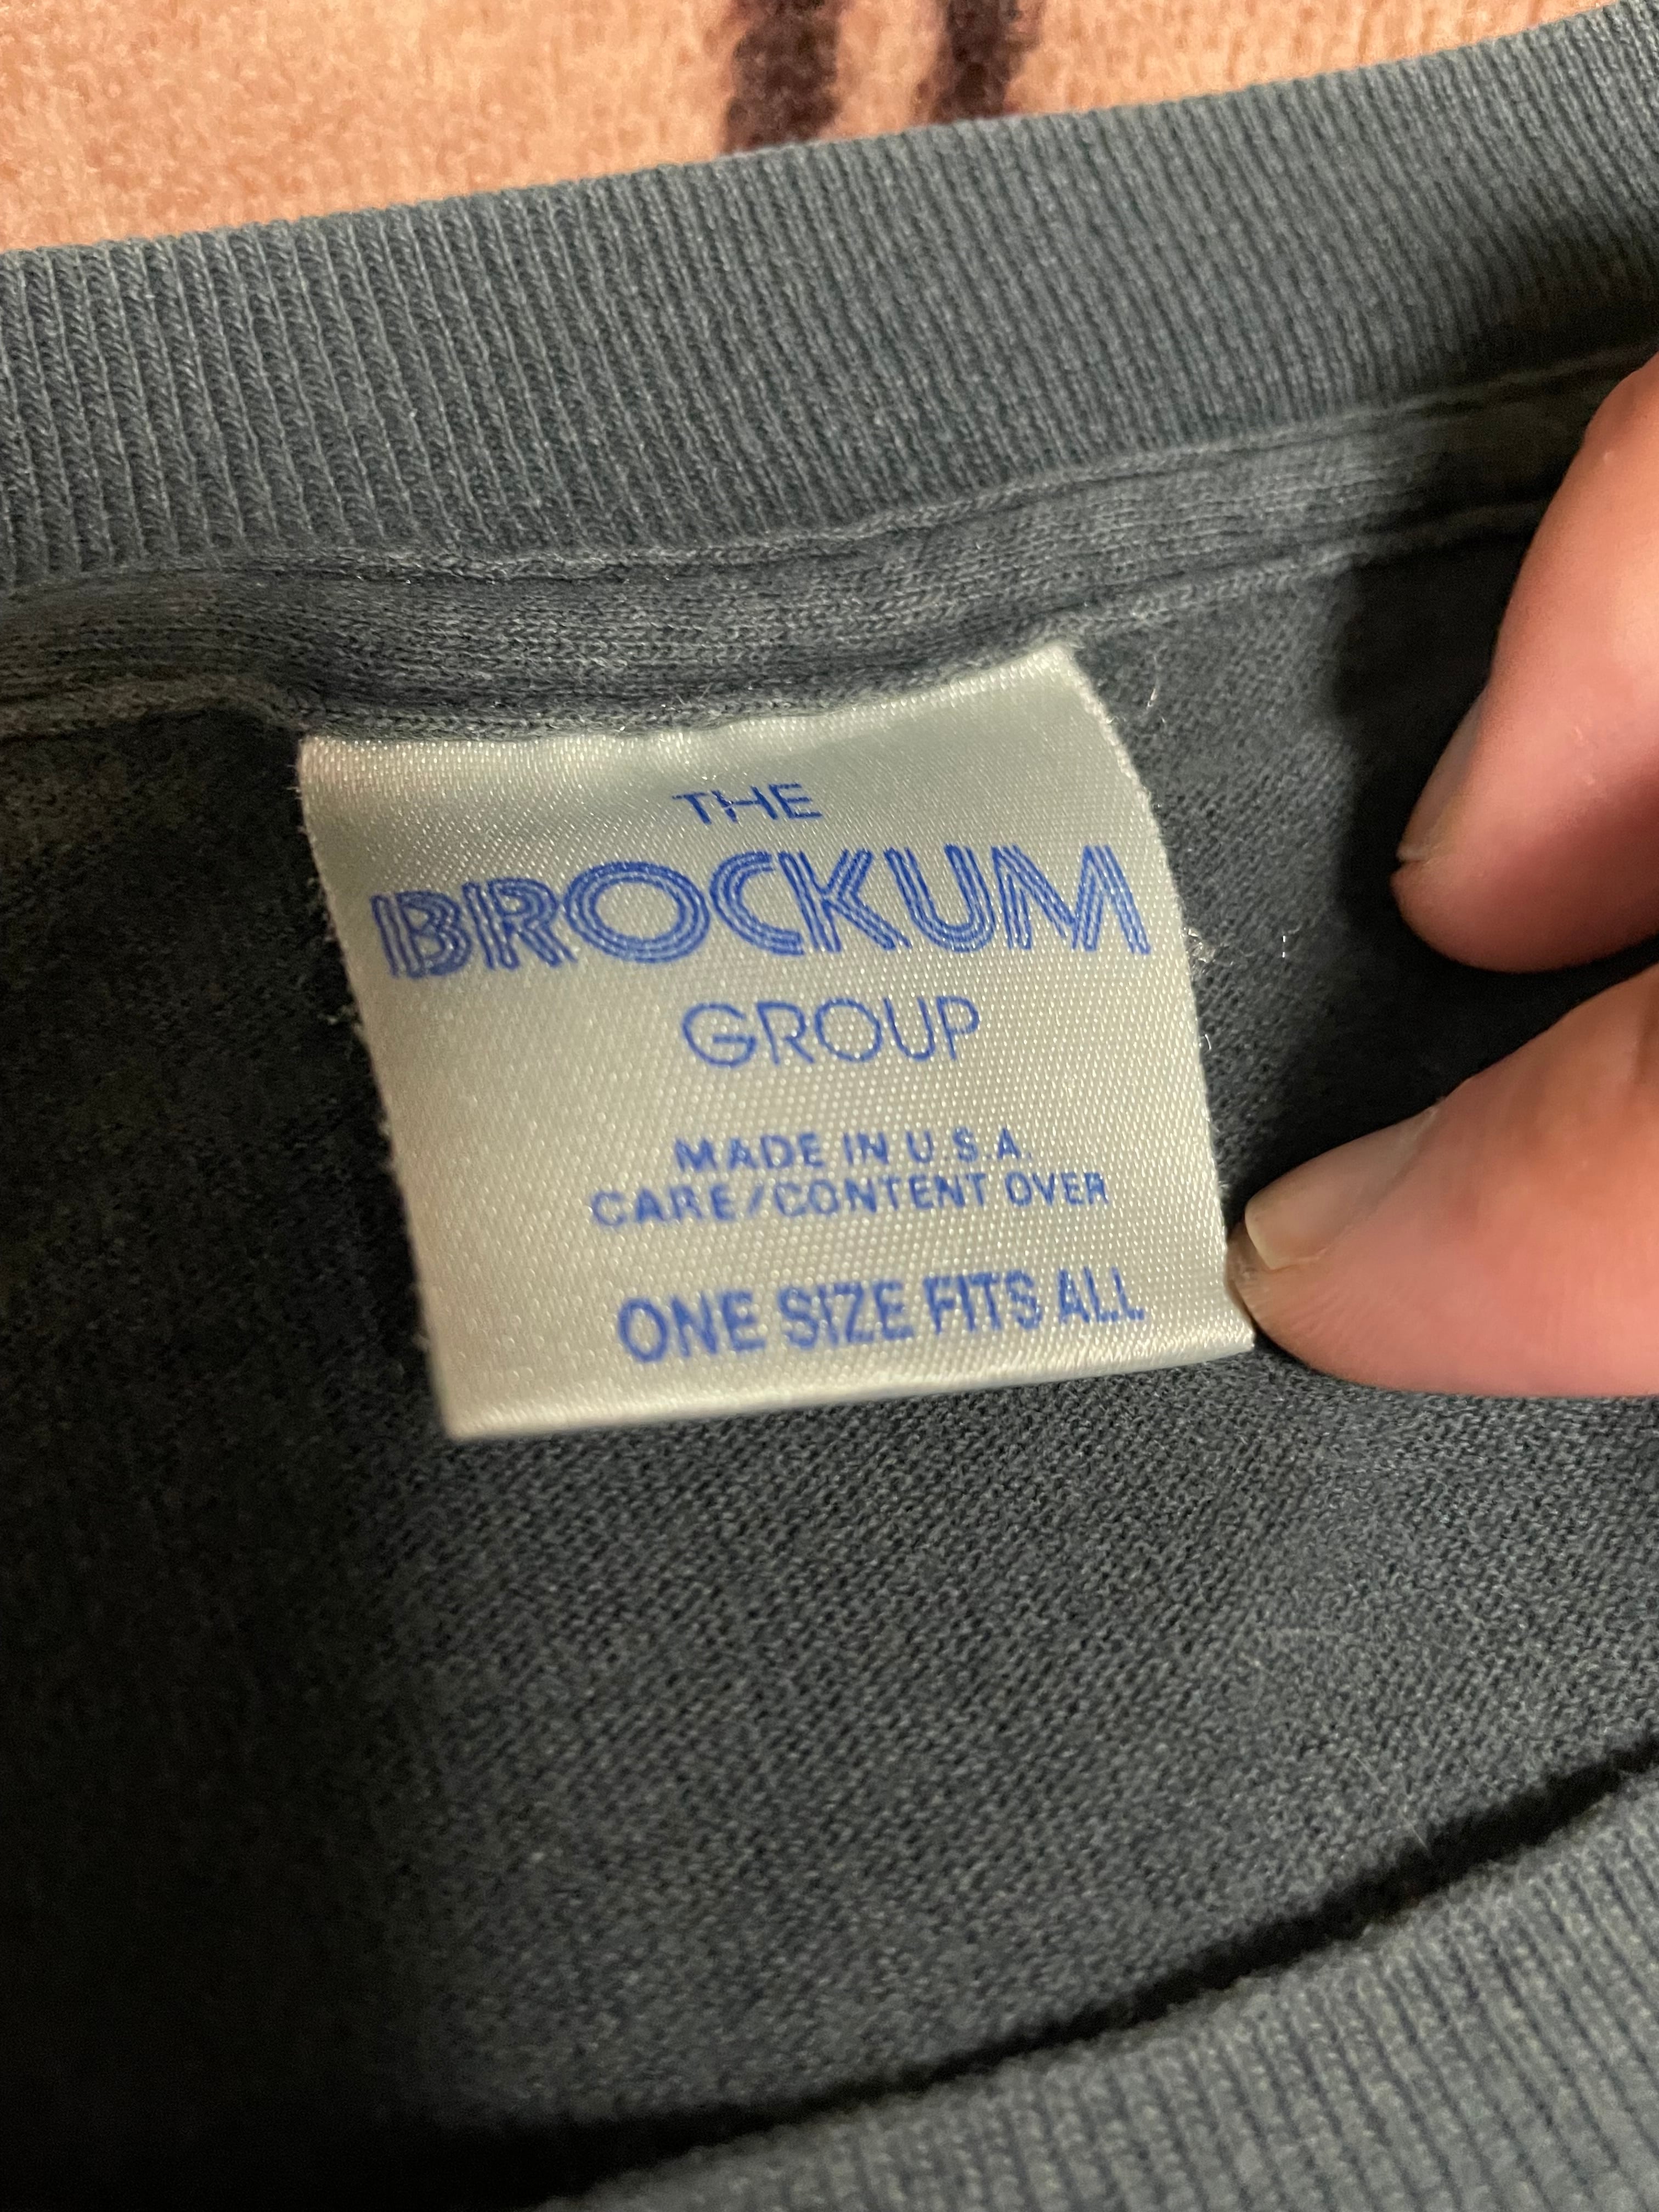 THE
BROCKUM
GROUP
MADE IN U.S.A.
CARE/CONTENT OVER
ONE SIZE FITS ALL